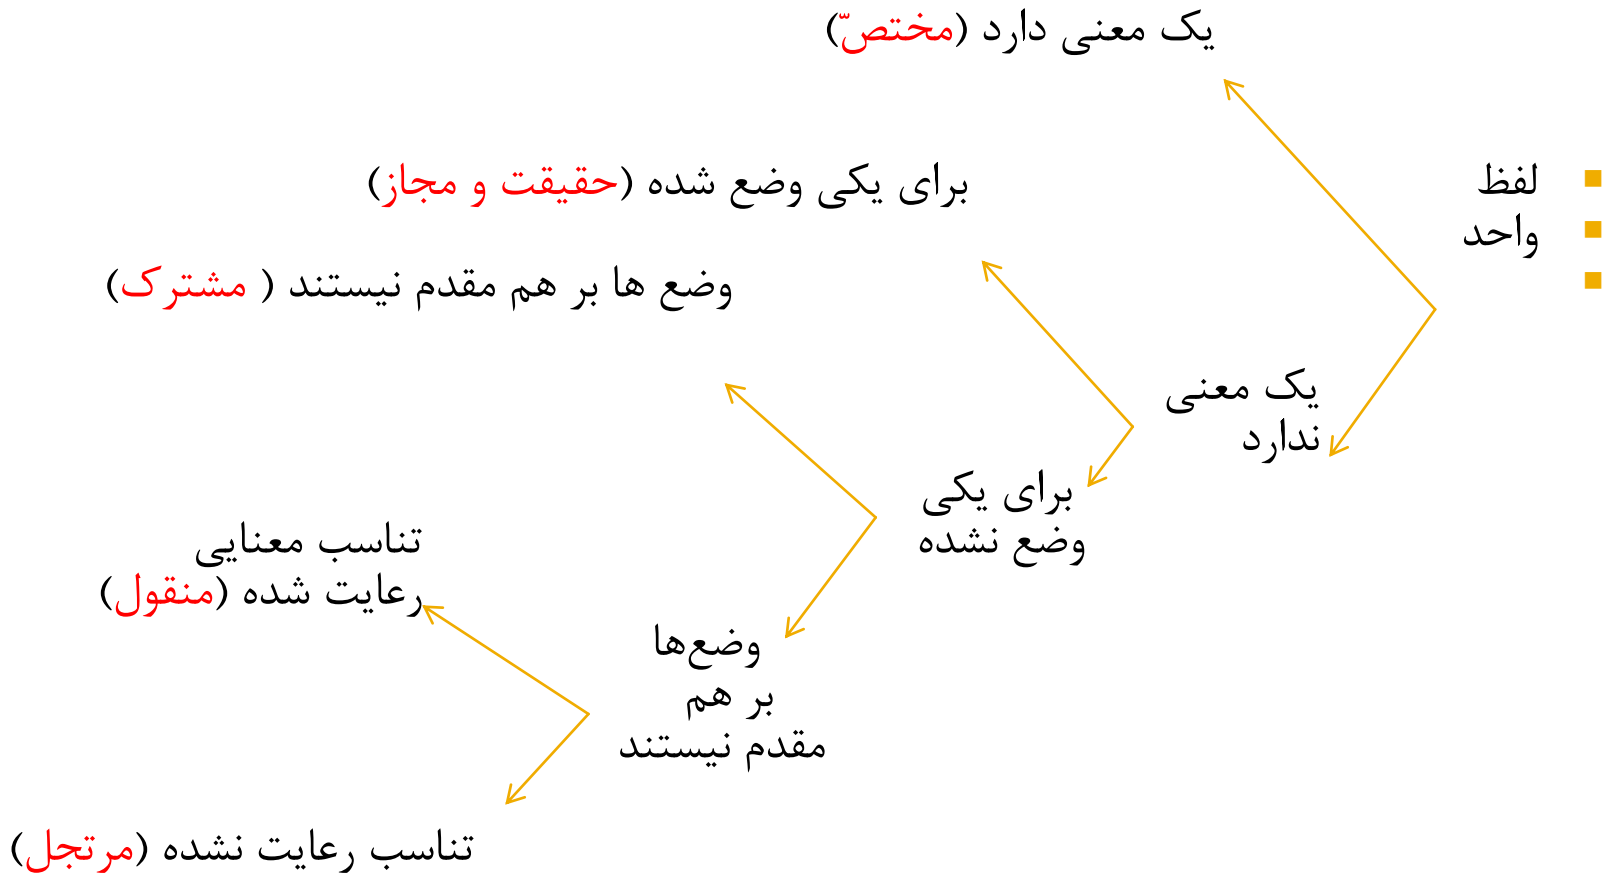 یک معنی دارد (مختصّ)
لفظ
واحد
برای یکی وضع شده (حقیقت و مجاز)
وضع ها بر هم مقدم نیستند ( مشترک)
یک معنی
ندارد
برای یکی
وضع نشده
تناسب معنایی
رعایت شده (منقول)
وضع‌ها
بر هم
مقدم نیستند
تناسب رعایت نشده (مرتجل)